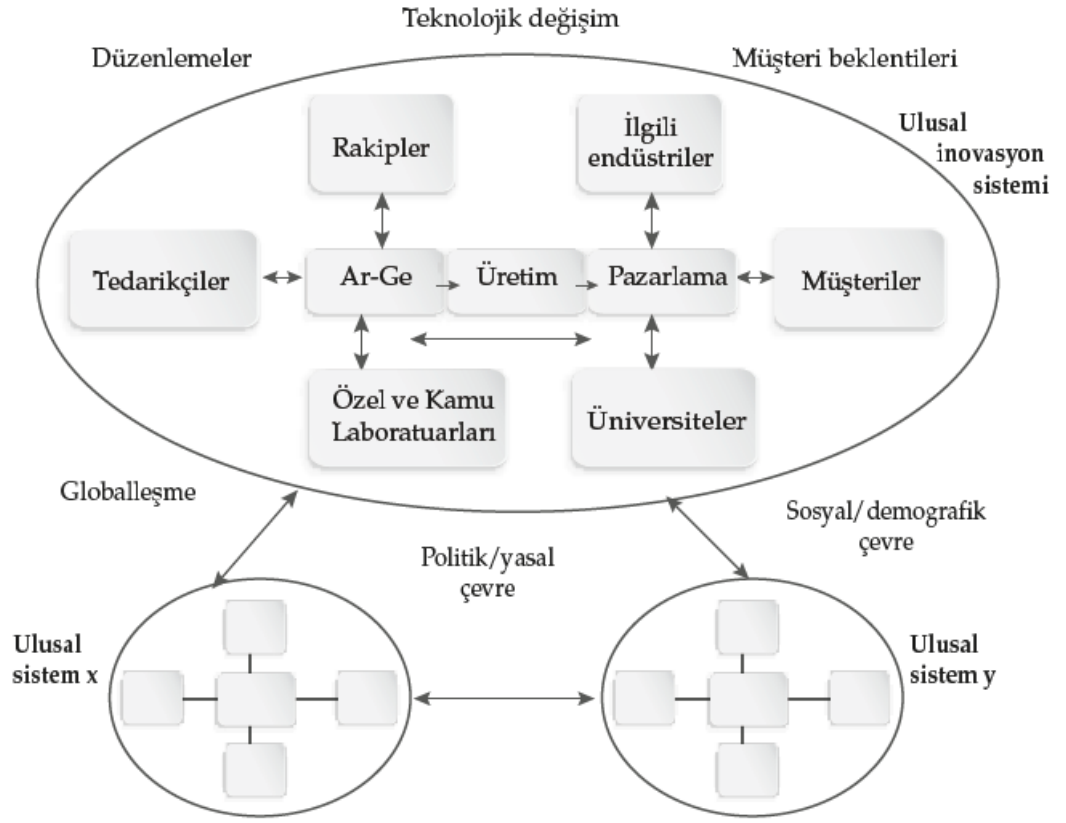 Teknolojik değişim
Düzenlemeler
Müşteri beklentileri
Ulusal
inovasyon
sistemi
Rakipler
İlgili
endüstriler
Tedarikçiler
Ar-Ge
Üretim
Pazarlama
Müşteriler
Özel ve Kamu
Laboratuarları
Üniversiteler
Globalleşme
Sosyal/demografik
çevre
Politik/yasal
çevre
Ulusal
sistem x
Ulusal
sistem y